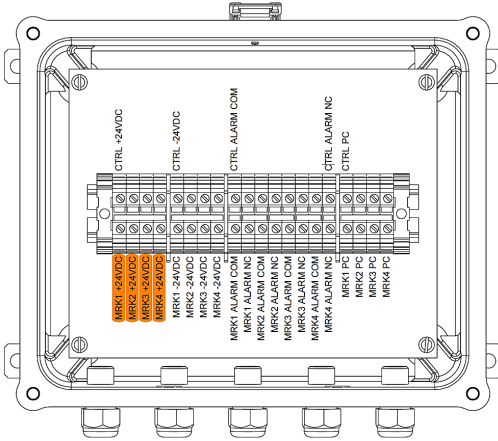 CTRL +24VDC
CTRL -24VDC
CTRL ALARM COM
CTRL ALARM NC
CTRL PC
MRK1 +24VDC
MRK2 +24VDC
MRK3 +24VDC
MRK4 +24VDC
MRK1 -24VDC
MRK2 -24VDC
MRK3 -24VDC
MRK4 -24VDC
MRK1 ALARM COM
MRK1 ALARM NC
MRK2 ALARM COM
MRK2 ALARM NC
MRK3 ALARM COM
MRK3 ALARM NC
MRK4 ALARM COM
MRK4 ALARM NC
MRK1 PC
MRK2 PC
MRK3 PC
MRK4 PC